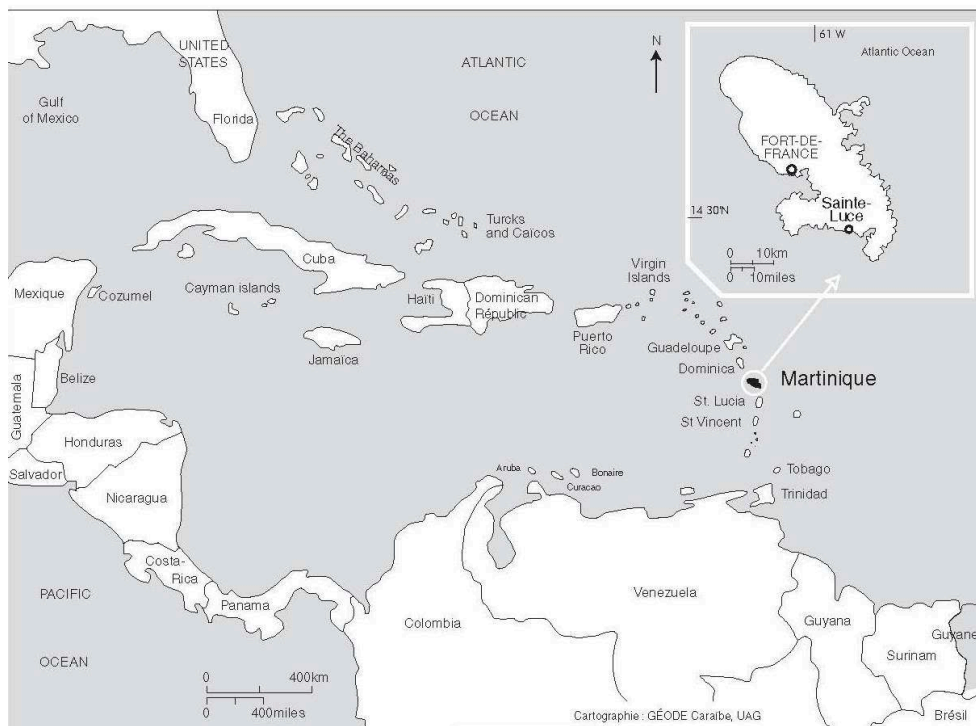 UNITED
STATES
Gulf
of Mexico
Florida
ATLANTIC
OCEAN
N
The Bahamas
Turcks
and Caïcos
Cuba
Mexique
Cozumel
Cayman islands
Haïti
Dominican
Républic
Jamaïca
Puerto
Rico
Virgin
Islands
Guadeloupe
Dominica
Martinique
St. Lucia
St Vincent
Belize
Guatemala
Honduras
Salvador
Nicaragua
Costa-
Rica
Panama
Aruba
Bonaire
Curacao
Tobago
Trinidad
PACIFIC
OCEAN
Colombia
Venezuela
Guyana
Surinam
Guyane
Brésil
0 400km
0 400miles
Cartographie : GÉODE Caraïbe, UAG
61 W
Atlantic Ocean
FORT-DE-
FRANCE
14 30'N
Sainte-
Luce
0 10km
0 10miles